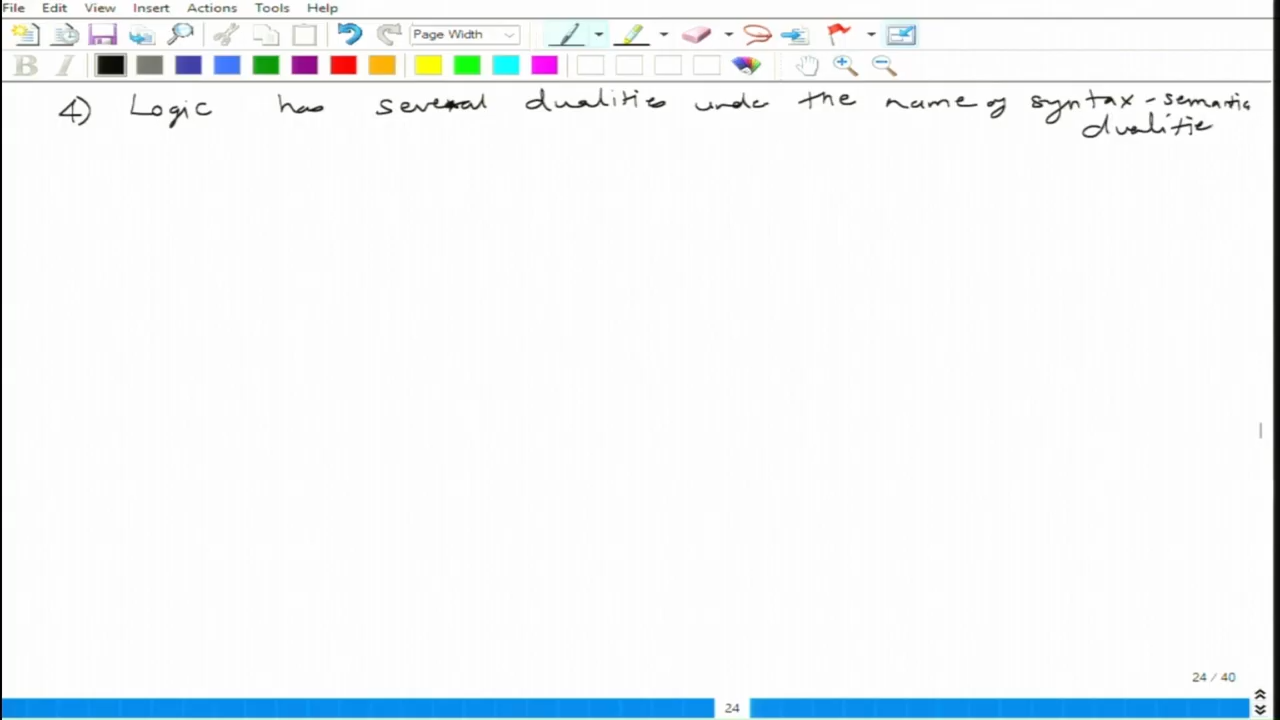 File Edit View Insert Actions Tools Help
Page Width
B I
4) Logic has several dualities under the name of syntax - semantic
dualitie
24 / 40
24